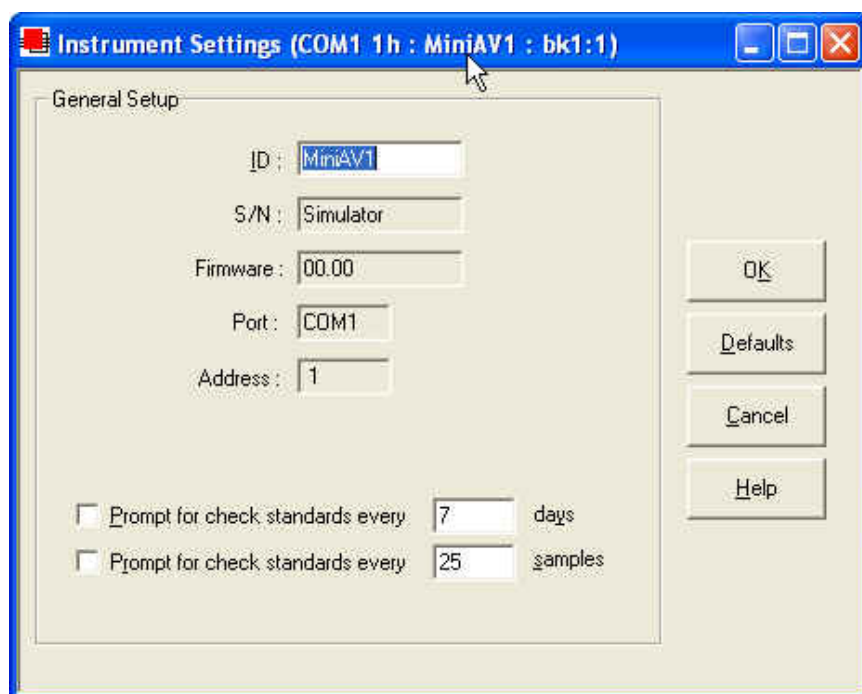 Instrument Settings (COM1 1h : MiniAV1 : bk1:1)
General Setup
ID : MiniAV1
S/N : Simulator
Firmware : 00.00
Port : COM1
Address : 1
OK
Defaults
Cancel
Help
Prompt for check standards every 7 days
Prompt for check standards every 25 samples